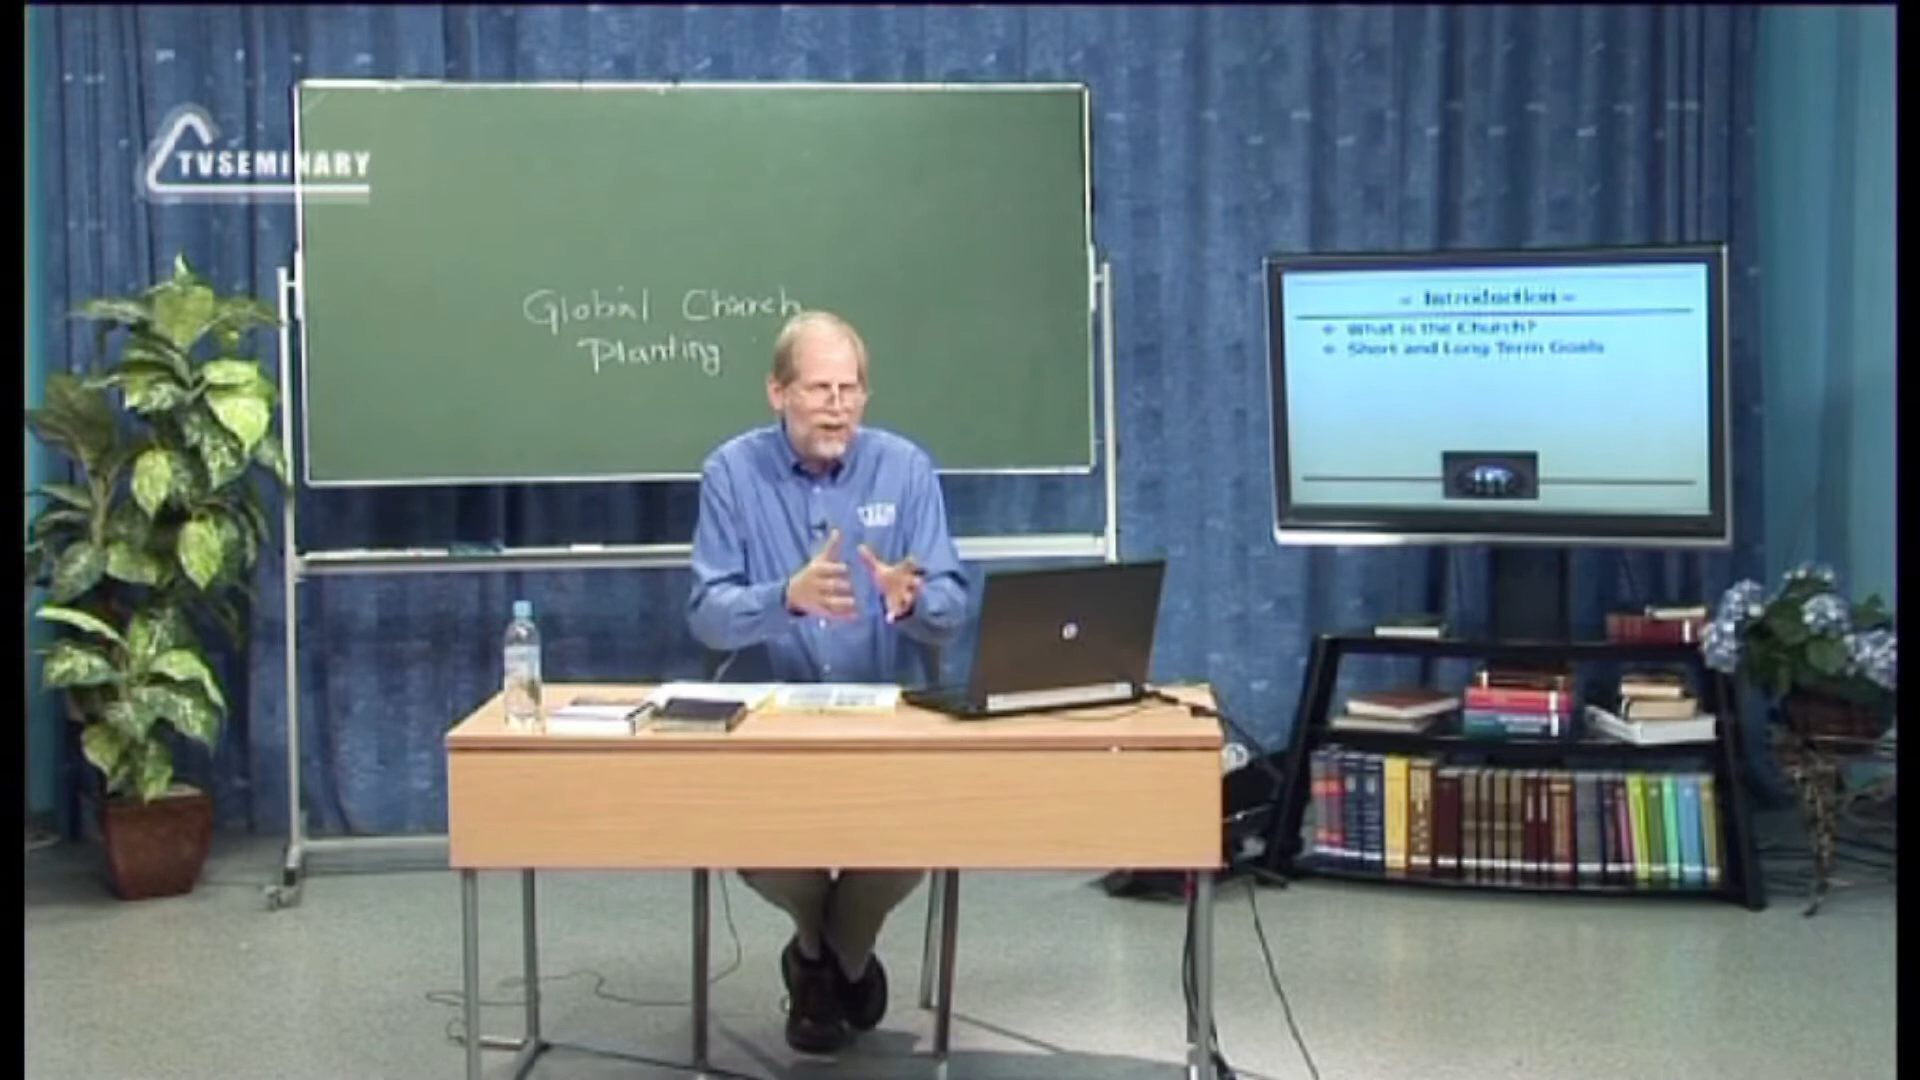 TVSEMINARY
Global Church
Planting
Introduction
What is the Church?
Short and Long Term Goals